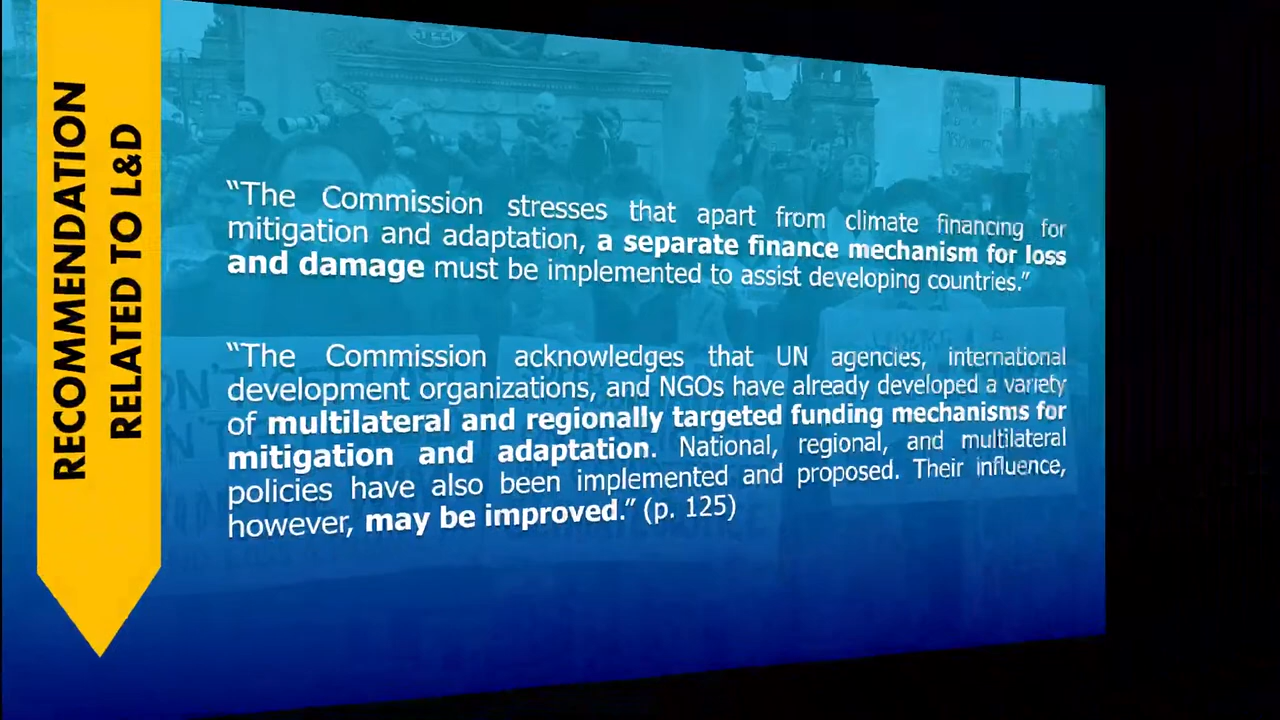 RECOMMENDATION
RELATED TO L&D
“The Commission stresses that apart from climate financing for
mitigation and adaptation, a separate finance mechanism for loss
and damage must be implemented to assist developing countries.”
“The Commission acknowledges that UN agencies, international
development organizations, and NGOs have already developed a variety
of multilateral and regionally targeted funding mechanisms for
mitigation and adaptation. National, regional, and multilateral
policies have also been implemented and proposed. Their influence,
however, may be improved.” (p. 125)